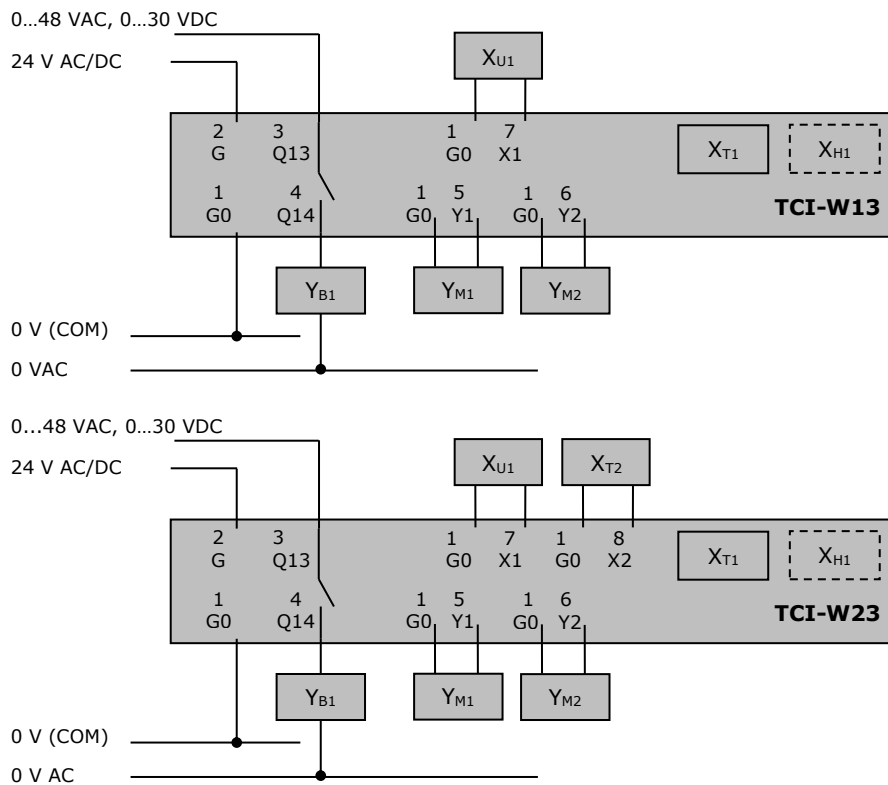 0...48 VAC, 0...30 VDC
24 V AC/DC
XU1
2 3 1 7
G Q13 G0 X1
XT1 XH1
1 4 1 5 1 6
G0 Q14 G0 Y1 G0 Y2
TCI-W13
YB1 YM1 YM2
0 V (COM)
0 VAC
0...48 VAC, 0...30 VDC
24 V AC/DC
XU1 XT2
2 3 1 7 1 8
G Q13 G0 X1 G0 X2
XT1 XH1
1 4 1 5 1 6
G0 Q14 G0 Y1 G0 Y2
TCI-W23
YB1 YM1 YM2
0 V (COM)
0 V AC